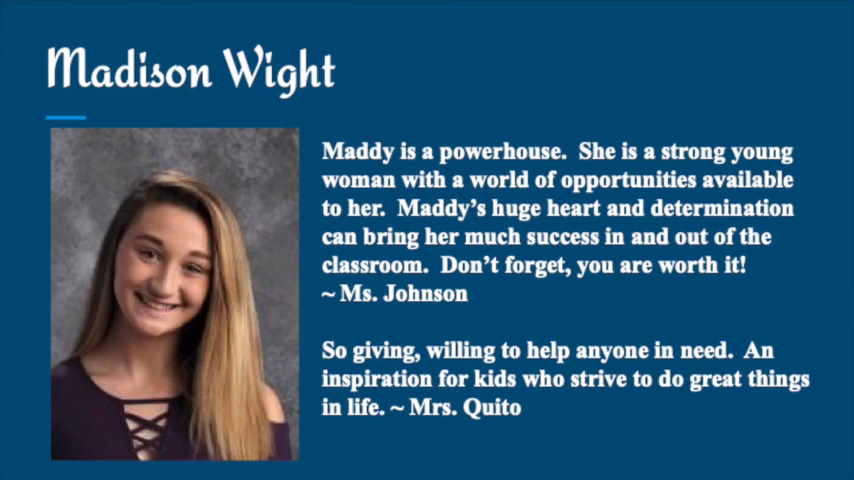 Madison Wight
Maddy is a powerhouse.  She is a strong young
woman with a world of opportunities available
to her.  Maddy’s huge heart and determination
can bring her much success in and out of the
classroom.  Don’t forget, you are worth it!
~ Ms. Johnson
So giving, willing to help anyone in need.  An
inspiration for kids who strive to do great things
in life. ~ Mrs. Quito